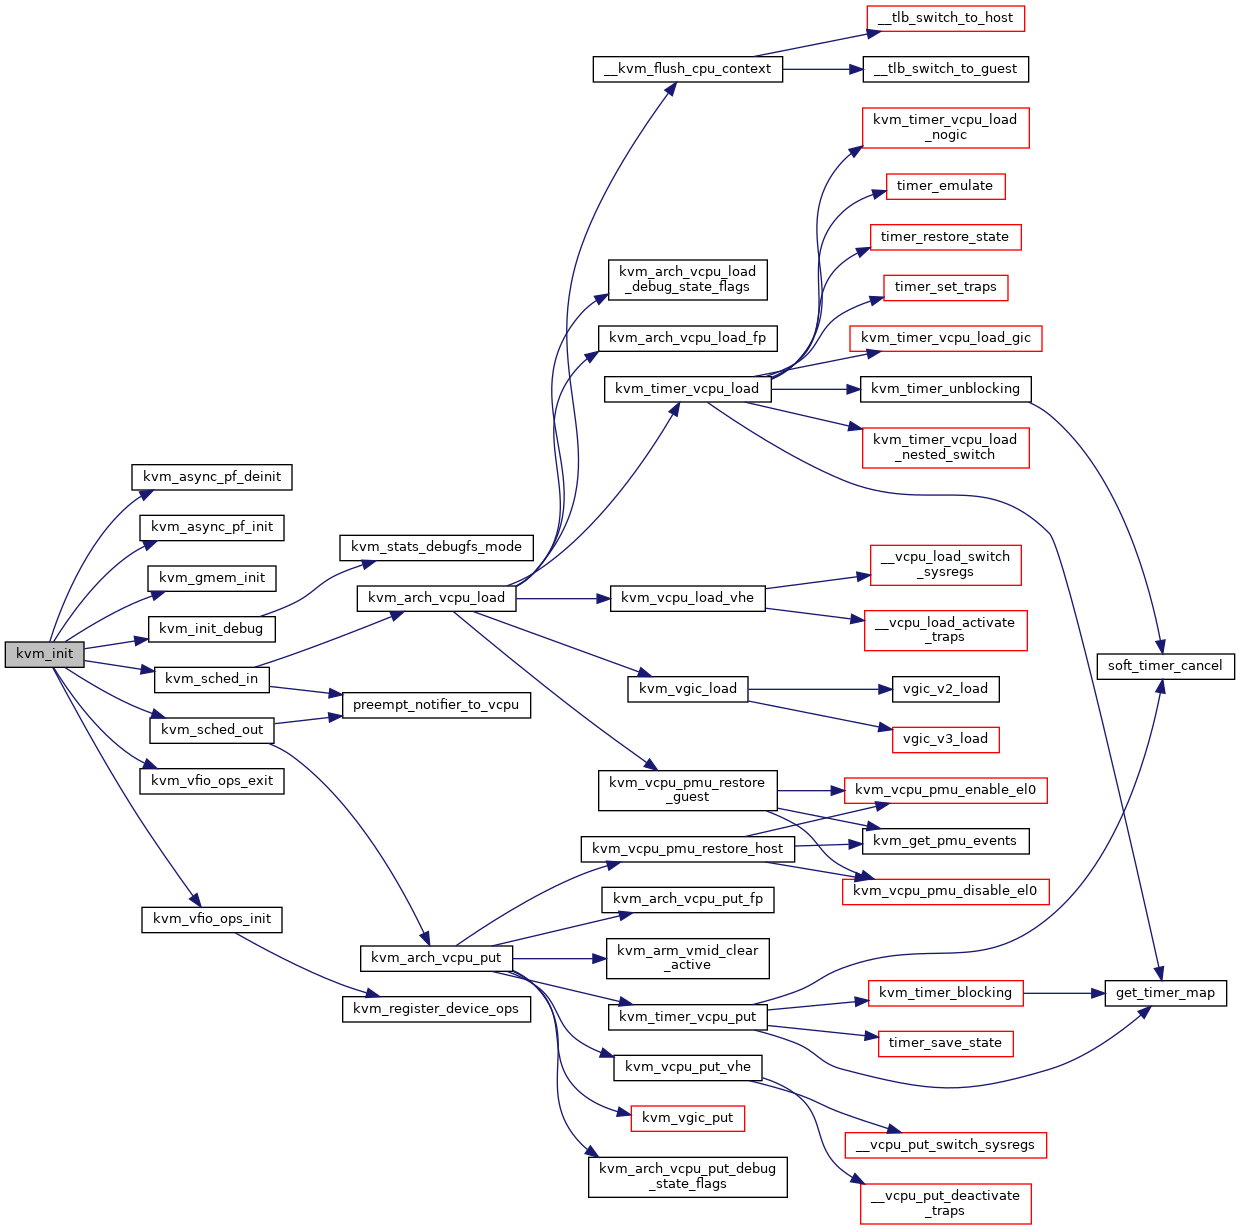 __tlb_switch_to_host
__kvm_flush_cpu_context
__tlb_switch_to_guest
kvm_timer_vcpu_load
_nogic
timer_emulate
timer_restore_state
kvm_arch_vcpu_load
_debug_state_flags
timer_set_traps
kvm_arch_vcpu_load_fp
kvm_timer_vcpu_load_gic
kvm_timer_vcpu_load
kvm_timer_unblocking
kvm_timer_vcpu_load
_nested_switch
kvm_async_pf_deinit
kvm_async_pf_init
kvm_stats_debugfs_mode
__vcpu_load_switch
_sysregs
kvm_gmem_init
kvm_arch_vcpu_load
kvm_vcpu_load_vhe
kvm_init_debug
__vcpu_load_activate
_traps
kvm_init
soft_timer_cancel
kvm_sched_in
kvm_vgic_load
vgic_v2_load
preempt_notifier_to_vcpu
kvm_sched_out
vgic_v3_load
kvm_vfio_ops_exit
kvm_vcpu_pmu_restore
_guest
kvm_vcpu_pmu_enable_el0
kvm_get_pmu_events
kvm_vcpu_pmu_restore_host
kvm_vcpu_pmu_disable_el0
kvm_arch_vcpu_put_fp
kvm_vfio_ops_init
kvm_arch_vcpu_put
kvm_arm_vmid_clear
_active
kvm_timer_blocking
get_timer_map
kvm_register_device_ops
kvm_timer_vcpu_put
timer_save_state
kvm_vcpu_put_vhe
kvm_vgic_put
__vcpu_put_switch_sysregs
kvm_arch_vcpu_put_debug
_state_flags
__vcpu_put_deactivate
_traps